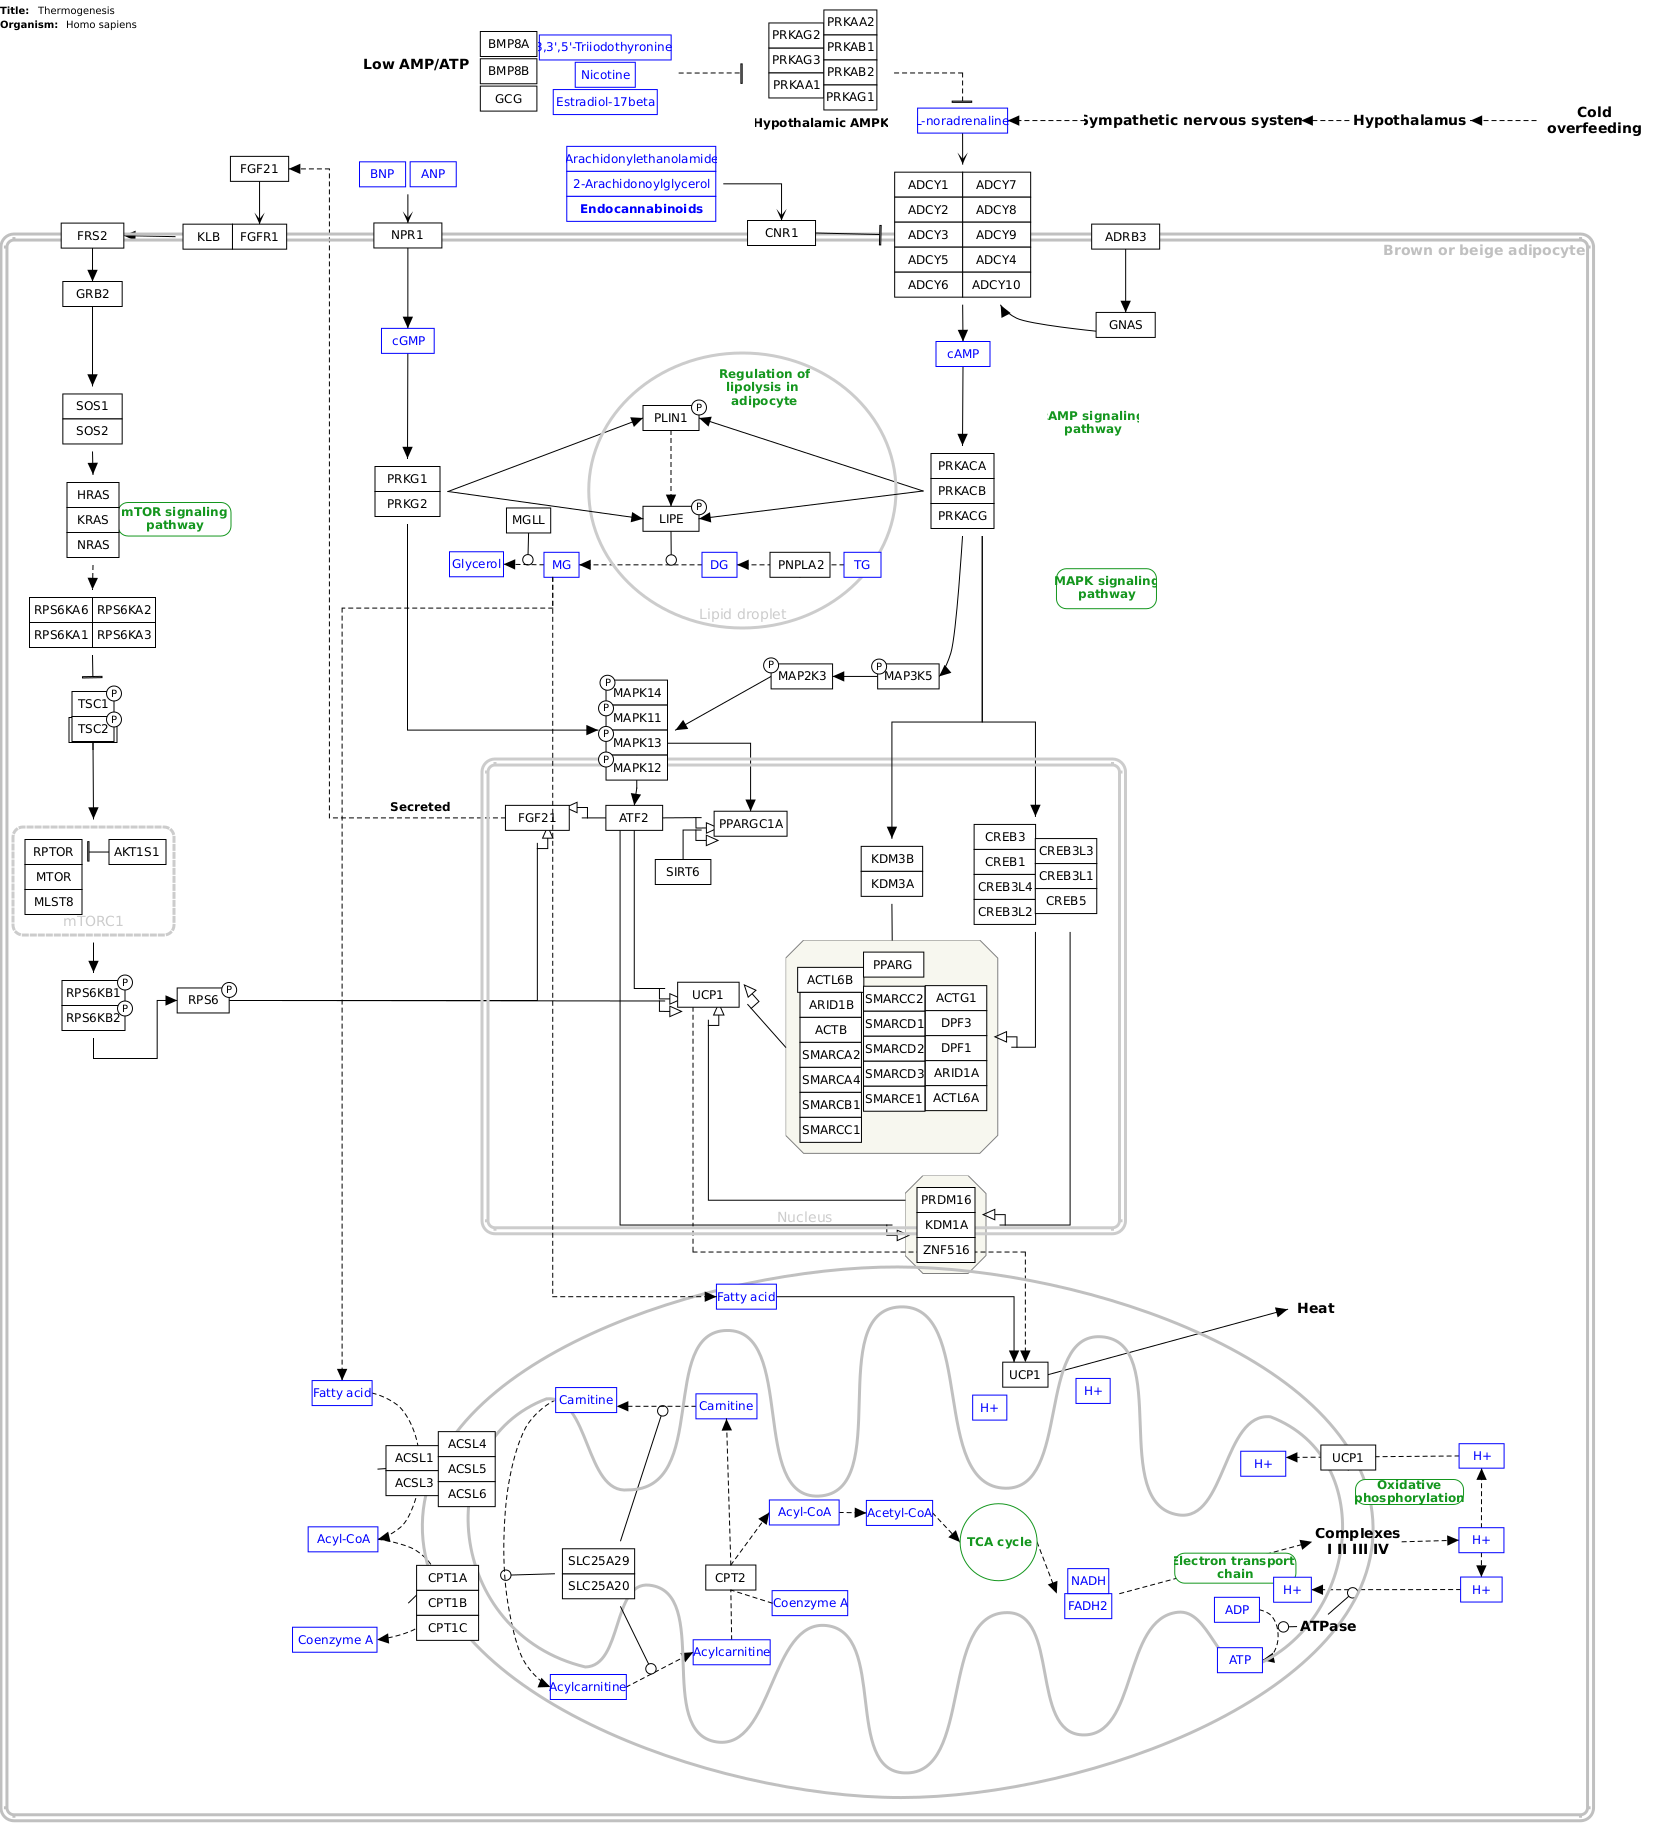 Title: Thermogenesis
Organism: Homo sapiens
Low AMP/ATP
BMP8A
BMP8B
GCG
3,3',5'-Triiodothyronine
Nicotine
Estradiol-17beta
PRKAG2
PRKAG3
PRKAA1
PRKAA2
PRKAB1
PRKAB2
PRKAG1
Hypothalamic AMPK
L-noradrenaline
Sympathetic nervous system
Hypothalamus
Cold
overfeeding
FGF21
BNP
ANP
Arachidonylethanolamide
2-Arachidonoylglycerol
Endocannabinoids
ADCY1
ADCY2
ADCY3
ADCY5
ADCY6
ADCY7
ADCY8
ADCY9
ADCY4
ADCY10
FRS2
KLB
FGFR1
NPR1
CNR1
ADRB3
Brown or beige adipocyte
GRB2
GNAS
cGMP
cAMP
Regulation of
lipolysis in
adipocyte
SOS1
SOS2
PLIN1
P
AMP signaling
pathway
PRKG1
PRKG2
PRKACA
PRKACB
PRKACG
HRAS
KRAS
NRAS
mTOR signaling
pathway
MGLL
LIPE
P
Glycerol
MG
DG
PNPLA2
TG
MAPK signaling
pathway
RPS6KA6
RPS6KA2
RPS6KA1
RPS6KA3
Lipid droplet
TSC1
P
TSC2
P
MAP2K3
P
MAP3K5
P
MAPK14
P
MAPK11
P
MAPK13
P
MAPK12
P
Secreted
FGF21
ATF2
PPARGC1A
SIRT6
RPTOR
MTOR
MLST8
AKT1S1
mTORC1
KDM3B
KDM3A
CREB3
CREB1
CREB3L4
CREB3L2
CREB3L3
CREB3L1
CREB5
RPS6KB1
P
RPS6KB2
P
RPS6
P
UCP1
PPARG
ACTL6B
ARID1B
ACTB
SMARCA2
SMARCA4
SMARCB1
SMARCC1
SMARCC2
SMARCD1
SMARCD2
SMARCD3
SMARCE1
ACTG1
DPF3
DPF1
ARID1A
ACTL6A
Nucleus
PRDM16
KDM1A
ZNF516
Fatty acid
Heat
UCP1
H+
H+
Fatty acid
Carnitine
Carnitine
ACSL1
ACSL3
ACSL4
ACSL5
ACSL6
H+
UCP1
H+
Oxidative
phosphorylation
Acyl-CoA
Acyl-CoA
Acetyl-CoA
TCA cycle
Complexes
I II III IV
H+
SLC25A29
SLC25A20
CPT2
Electron transport
chain
CPT1A
CPT1B
CPT1C
NADH
FADH2
H+
H+
Coenzyme A
ADP
ATPase
Coenzyme A
Acylcarnitine
ATP
Acylcarnitine